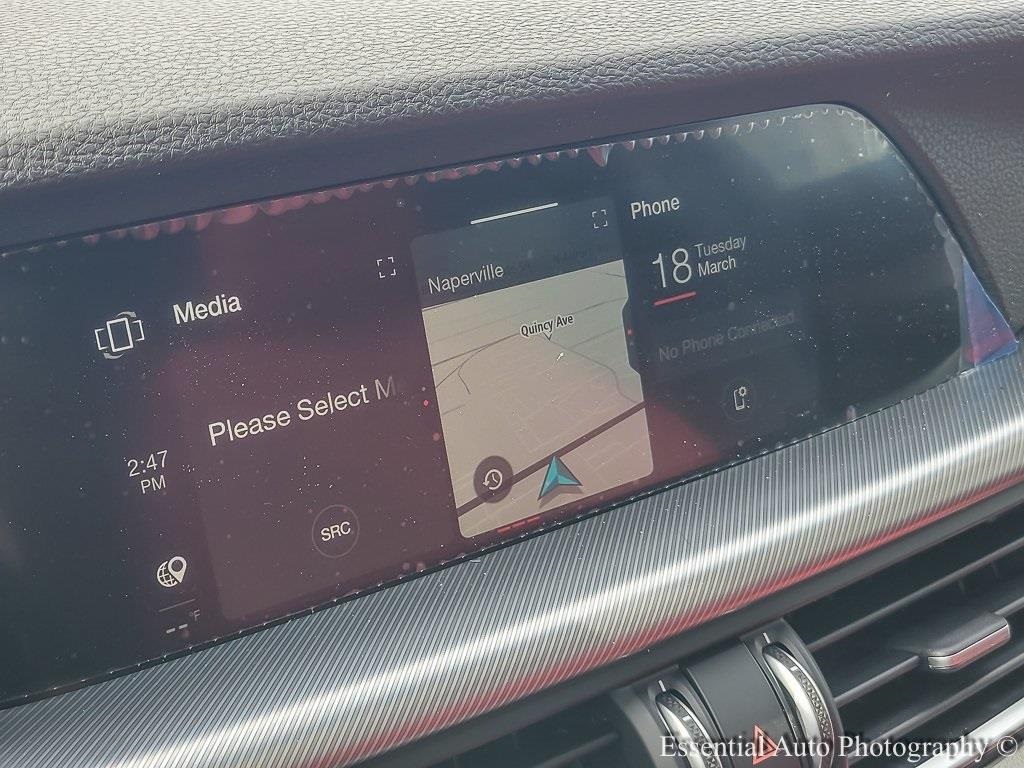 Media
Please Select M
2:47
PM
SRC
-- F
Naperville
Quincy Ave
Phone
18 Tuesday
March
No Phone Connected
Essential Auto Photography ©